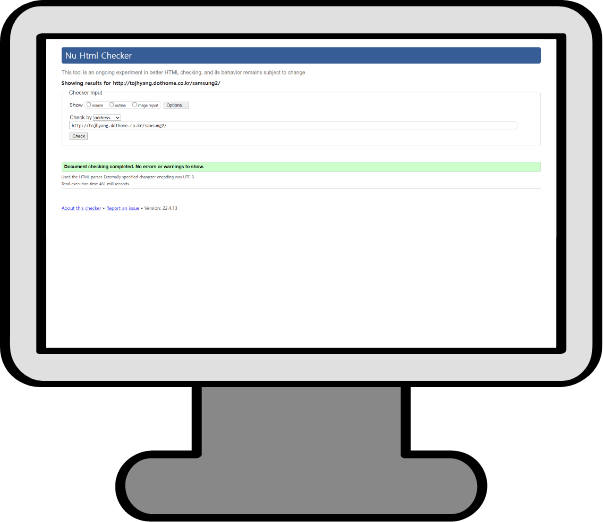 Nu Html Checker
This tool is an ongoing experiment in better HTML checking, and its behavior remains subject to change
Showing results for http://tojhyang.dothome.co.kr/samsung2/
Checker Input
Show source outline image report Options...
Check by address
http://tojhyang.dothome.co.kr/samsung2/
Check
Document checking completed. No errors or warnings to show.
Used the HTML parser. Externally specified character encoding was UTF-8.
Total execution time 461 milliseconds.
About this checker • Report an issue • Version: 22.4.13